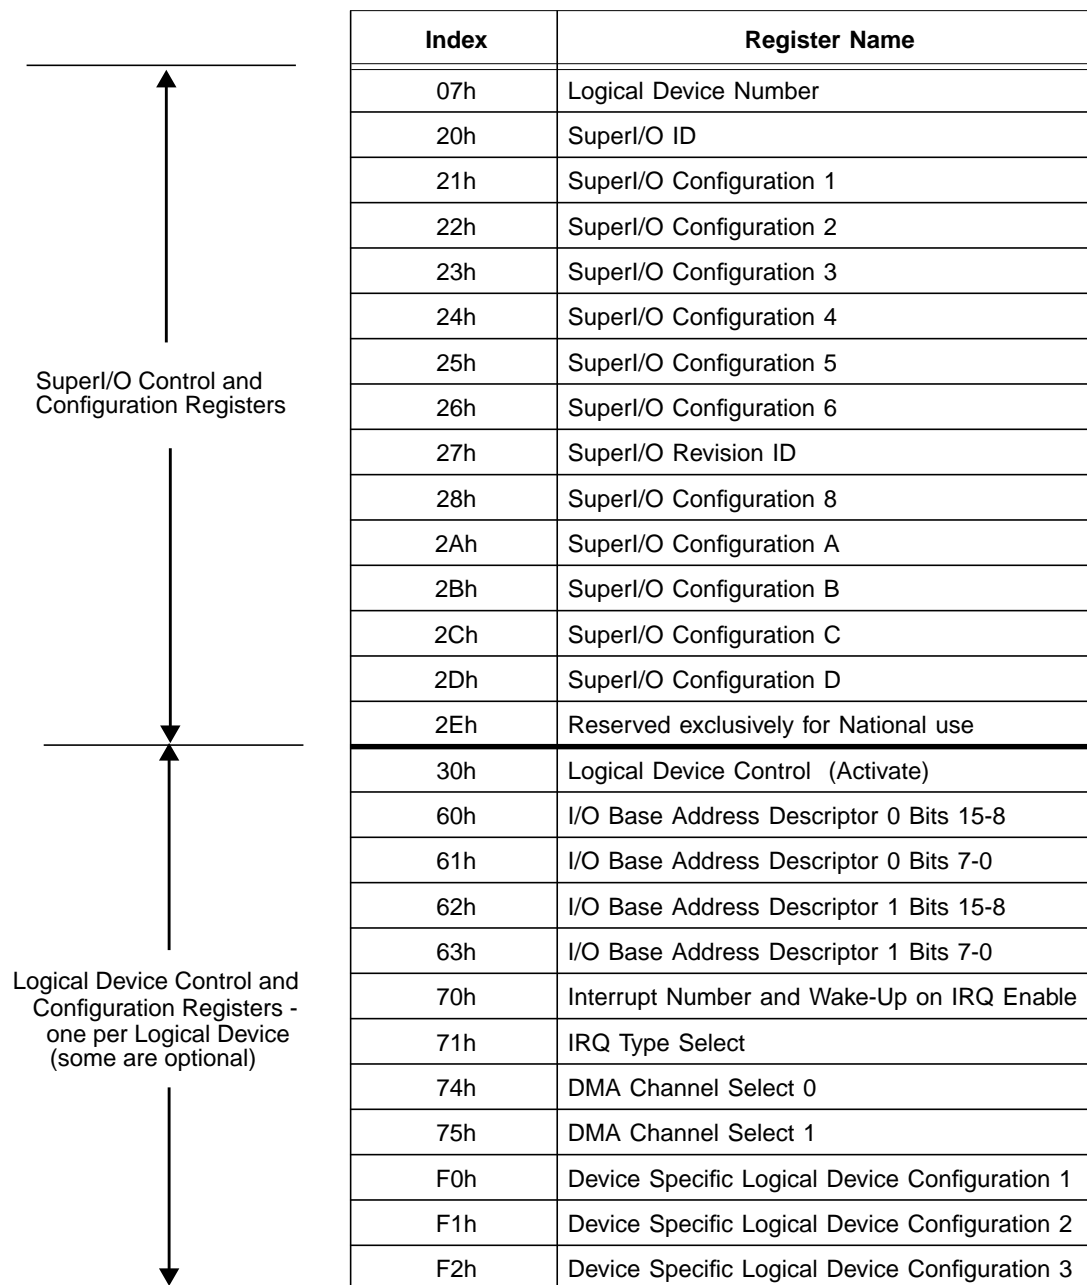 Index Register Name
07h Logical Device Number
20h SuperI/O ID
21h SuperI/O Configuration 1
22h SuperI/O Configuration 2
23h SuperI/O Configuration 3
24h SuperI/O Configuration 4
25h SuperI/O Configuration 5
26h SuperI/O Configuration 6
27h SuperI/O Revision ID
28h SuperI/O Configuration 8
2Ah SuperI/O Configuration A
2Bh SuperI/O Configuration B
2Ch SuperI/O Configuration C
2Dh SuperI/O Configuration D
2Eh Reserved exclusively for National use
30h Logical Device Control (Activate)
60h I/O Base Address Descriptor 0 Bits 15-8
61h I/O Base Address Descriptor 0 Bits 7-0
62h I/O Base Address Descriptor 1 Bits 15-8
63h I/O Base Address Descriptor 1 Bits 7-0
70h Interrupt Number and Wake-Up on IRQ Enable
71h IRQ Type Select
74h DMA Channel Select 0
75h DMA Channel Select 1
F0h Device Specific Logical Device Configuration 1
F1h Device Specific Logical Device Configuration 2
F2h Device Specific Logical Device Configuration 3
SuperI/O Control and
Configuration Registers
Logical Device Control and
Configuration Registers -
one per Logical Device
(some are optional)